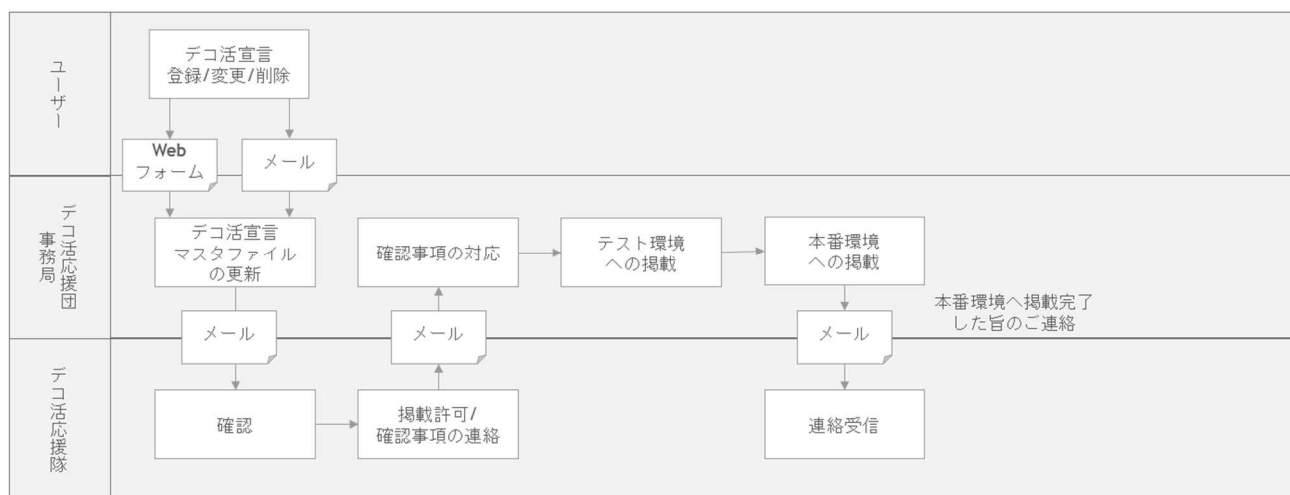 ユーザー
デコ活宣言
登録/変更/削除
Web
フォーム
メール
デコ活応援団
事務局
デコ活宣言
マスタファイル
の更新
確認事項の対応
テスト環境
への掲載
本番環境
への掲載
本番環境へ掲載完了
した旨のご連絡
メール
メール
メール
デコ活応援隊
確認
掲載許可/
確認事項の連絡
連絡受信